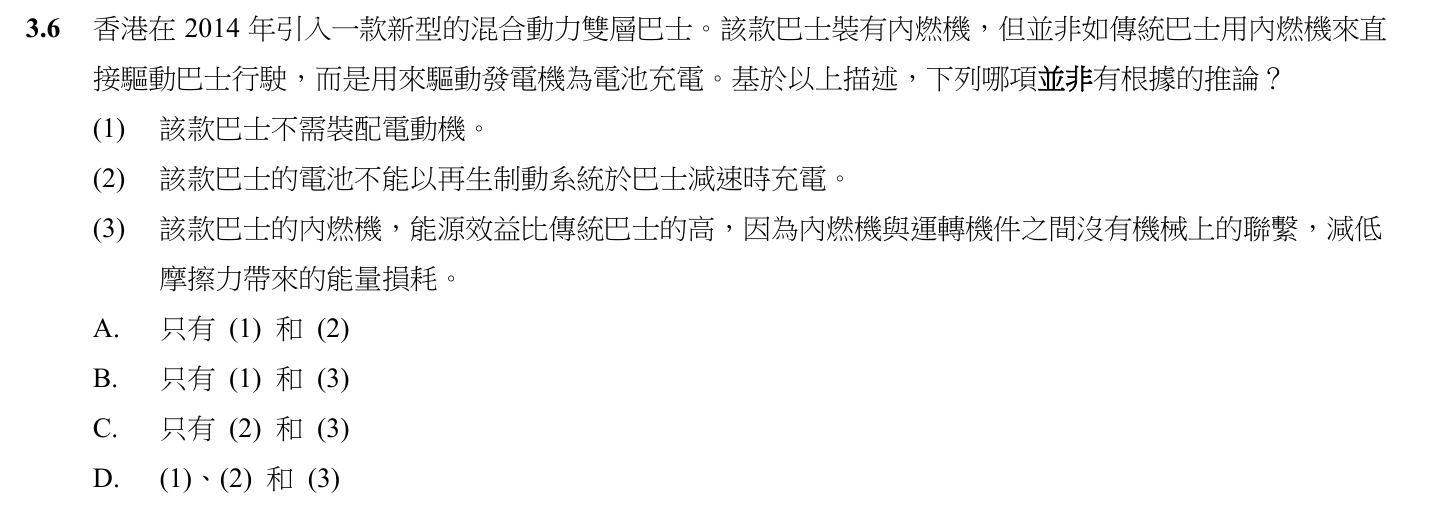 3.6 香港在 2014 年引入一款新型的混合動力雙層巴士。該款巴士裝有內燃機，但並非如傳統巴士用內燃機來直
接驅動巴士行駛，而是用來驅動發電機為電池充電。基於以上描述，下列哪項並非有根據的推論？
(1) 該款巴士不需裝配電動機。
(2) 該款巴士的電池不能以再生制動系統於巴士減速時充電。
(3) 該款巴士的內燃機，能源效益比傳統巴士的高，因為內燃機與運轉機件之間沒有機械上的聯繫，減低
摩擦力帶來的能量損耗。
A. 只有 (1) 和 (2)
B. 只有 (1) 和 (3)
C. 只有 (2) 和 (3)
D. (1)、(2) 和 (3)